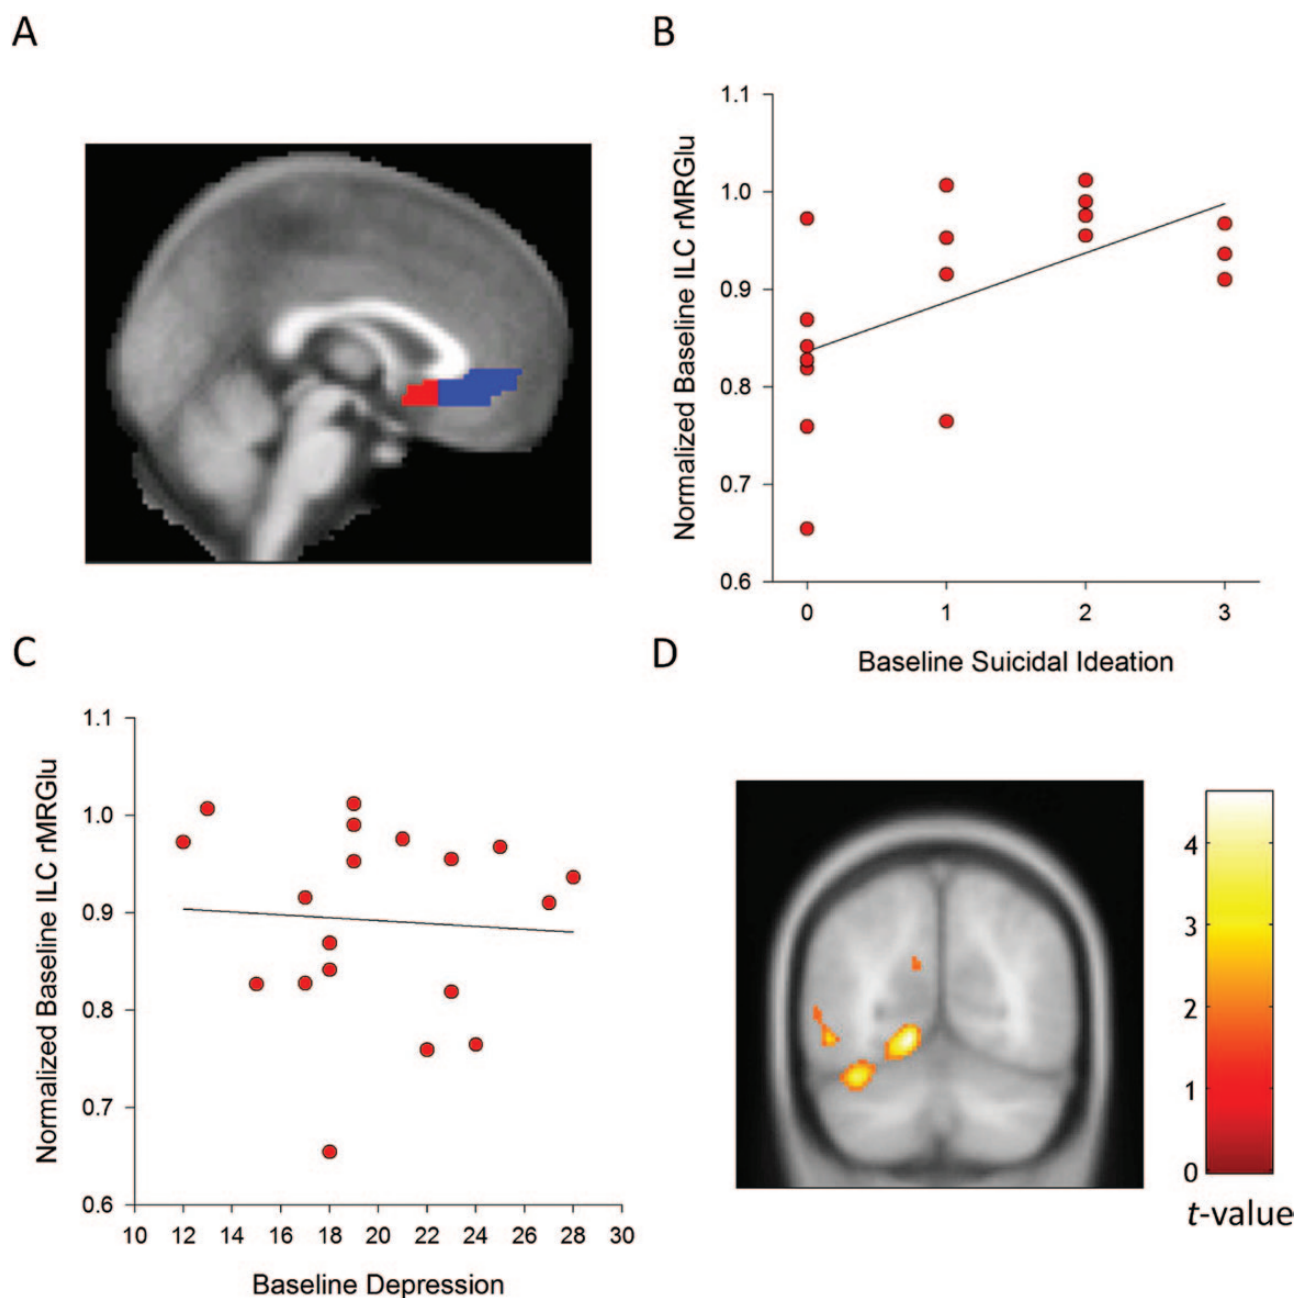 A
B
1.1
1.0
0.9
0.8
0.7
0.6
Normalized Baseline ILC rMRGlu
0 1 2 3
Baseline Suicidal Ideation
C
1.1
1.0
0.9
0.8
0.7
0.6
Normalized Baseline ILC rMRGlu
10 12 14 16 18 20 22 24 26 28 30
Baseline Depression
D
4
3
2
1
0
t-value